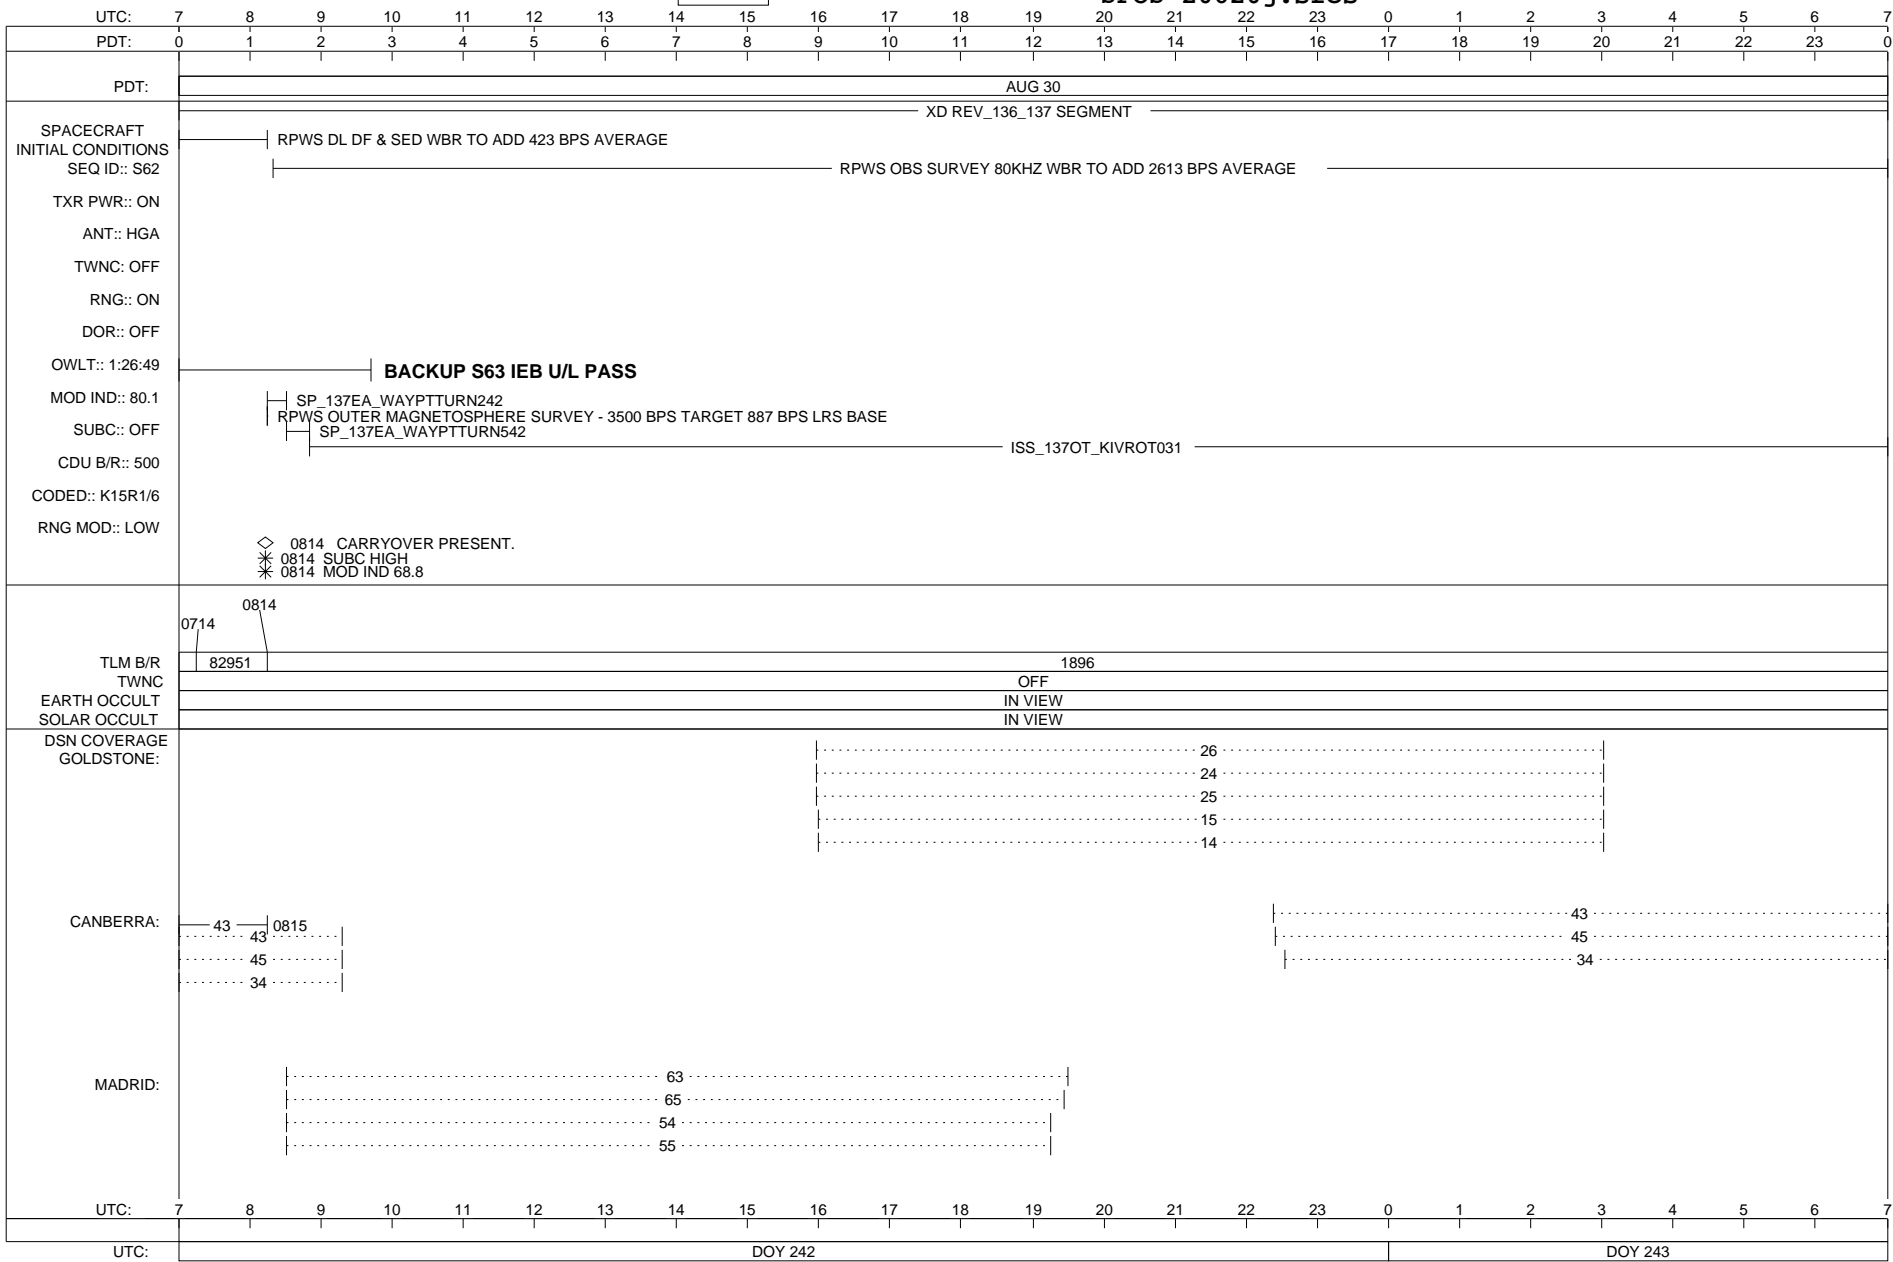 UTC: 7 8 9 10 11 12 13 14 15 16 17 18 19 20 21 22 23 0 1 2 3 4 5 6 7
PDT: 0 1 2 3 4 5 6 7 8 9 10 11 12 13 14 15 16 17 18 19 20 21 22 23 0
PDT: AUG 30
XD REV_136_137 SEGMENT
SPACECRAFT
INITIAL CONDITIONS
RPWS DL DF & SED WBR TO ADD 423 BPS AVERAGE
SEQ ID:: S62
RPWS OBS SURVEY 80KHZ WBR TO ADD 2613 BPS AVERAGE
TXR PWR:: ON
ANT:: HGA
TWNC: OFF
RNG:: ON
DOR:: OFF
OWLT:: 1:26:49
BACKUP S63 IEB U/L PASS
MOD IND:: 80.1
SP_137EA_WAYPTTURN242
RPWS OUTER MAGNETOSPHERE SURVEY - 3500 BPS TARGET 887 BPS LRS BASE
SUBC:: OFF
SP_137EA_WAYPTTURN542
ISS_137OT_KIVROT031
CDU B/R:: 500
CODED:: K15R1/6
RNG MOD:: LOW
0814 CARRYOVER PRESENT.
0814 SUBC HIGH
0814 MOD IND 68.8
0814
0714
TLM B/R 82951 1896
TWNC OFF
EARTH OCCULT IN VIEW
SOLAR OCCULT IN VIEW
DSN COVERAGE
GOLDSTONE:
26
24
25
15
14
CANBERRA:
43 0815
43
45
34
43
45
34
MADRID:
63
65
54
55
UTC: 7 8 9 10 11 12 13 14 15 16 17 18 19 20 21 22 23 0 1 2 3 4 5 6 7
UTC: DOY 242 DOY 243